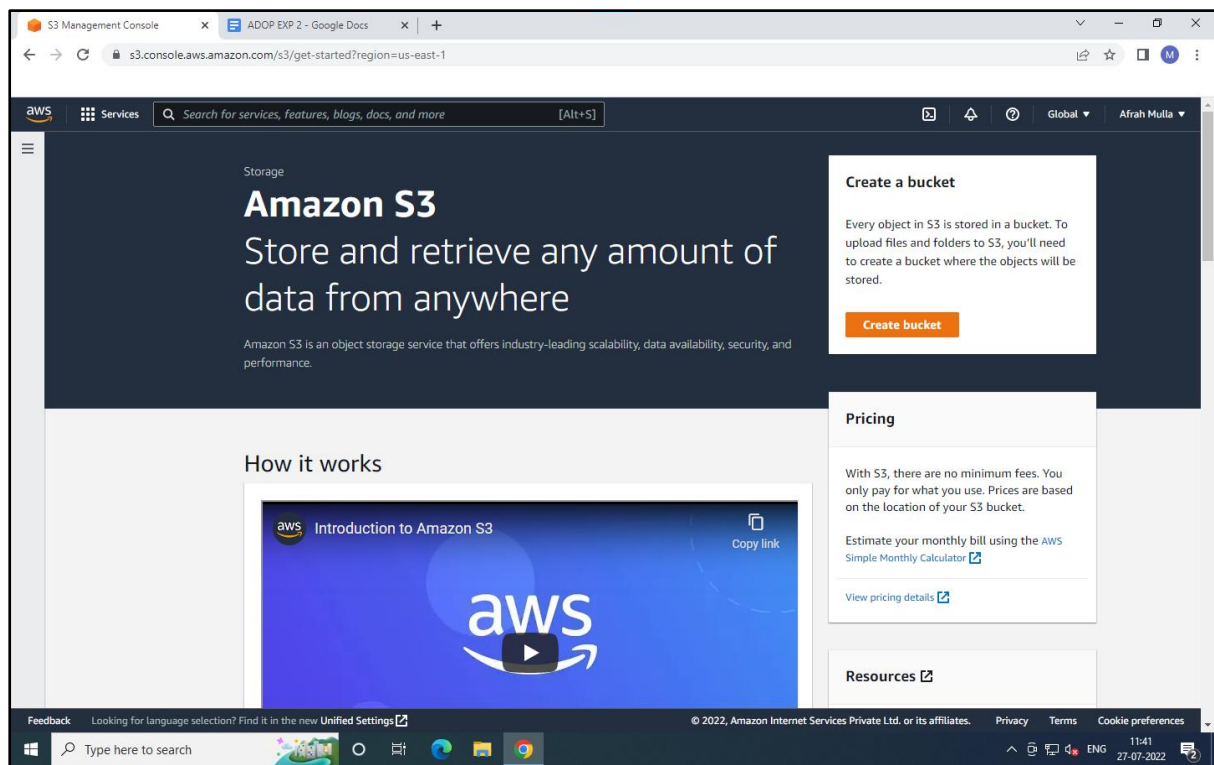 S3 Management Console
ADOP EXP 2 - Google Docs
s3.console.aws.amazon.com/s3/get-started?region=us-east-1
M
aws
Services
Search for services, features, blogs, docs, and more
[Alt+S]
Global
Afrah Mulla
Storage
Amazon S3
Store and retrieve any amount of
data from anywhere
Amazon S3 is an object storage service that offers industry-leading scalability, data availability, security, and
performance.
Create a bucket
Every object in S3 is stored in a bucket. To
upload files and folders to S3, you'll need
to create a bucket where the objects will be
stored.
Create bucket
Pricing
With S3, there are no minimum fees. You
only pay for what you use. Prices are based
on the location of your S3 bucket.
Estimate your monthly bill using the AWS
Simple Monthly Calculator
View pricing details
Resources
How it works
aws
Introduction to Amazon S3
Copy link
aws
Feedback
Looking for language selection? Find it in the new Unified Settings
© 2022, Amazon Internet Services Private Ltd. or its affiliates.
Privacy
Terms
Cookie preferences
Type here to search
ENG
11:41
27-07-2022
2